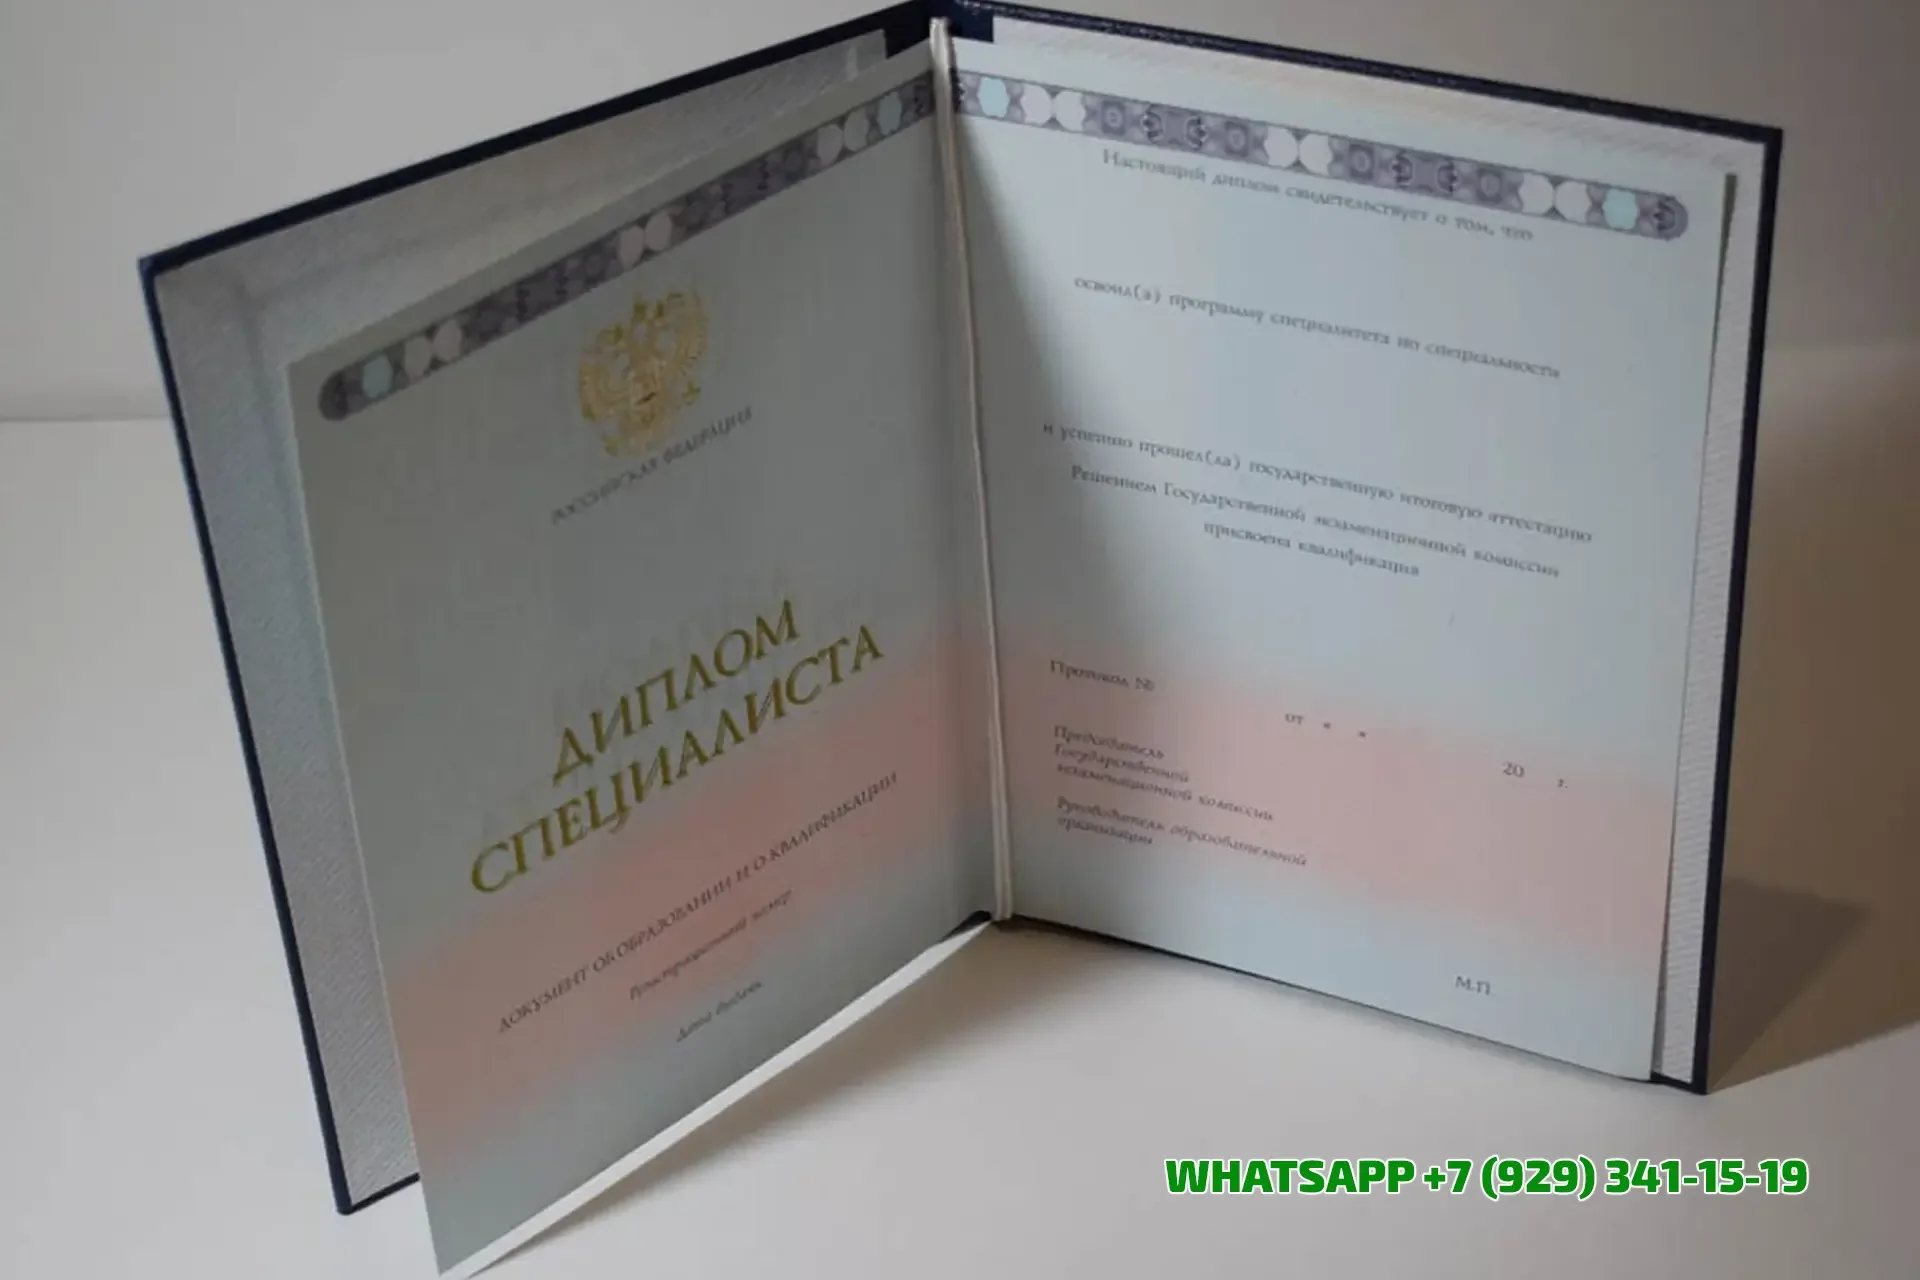 РОССИЙСКАЯ ФЕДЕРАЦИЯ
ДИПЛОМ
СПЕЦИАЛИСТА
ДОКУМЕНТ ОБ ОБРАЗОВАНИИ И О КВАЛИФИКАЦИИ
Регистрационный номер
Дата выдачи
Настоящий диплом свидетельствует о том, что
освоил(а) программу специалитета по специальности
и успешно прошел(ла) государственную итоговую аттестацию
Решением Государственной экзаменационной комиссии
присвоена квалификация
Протокол №
от « » 20 г.
Председатель
Государственной
экзаменационной комиссии
Руководитель образовательной
организации
М.П.
WHATSAPP +7 (929) 341-15-19